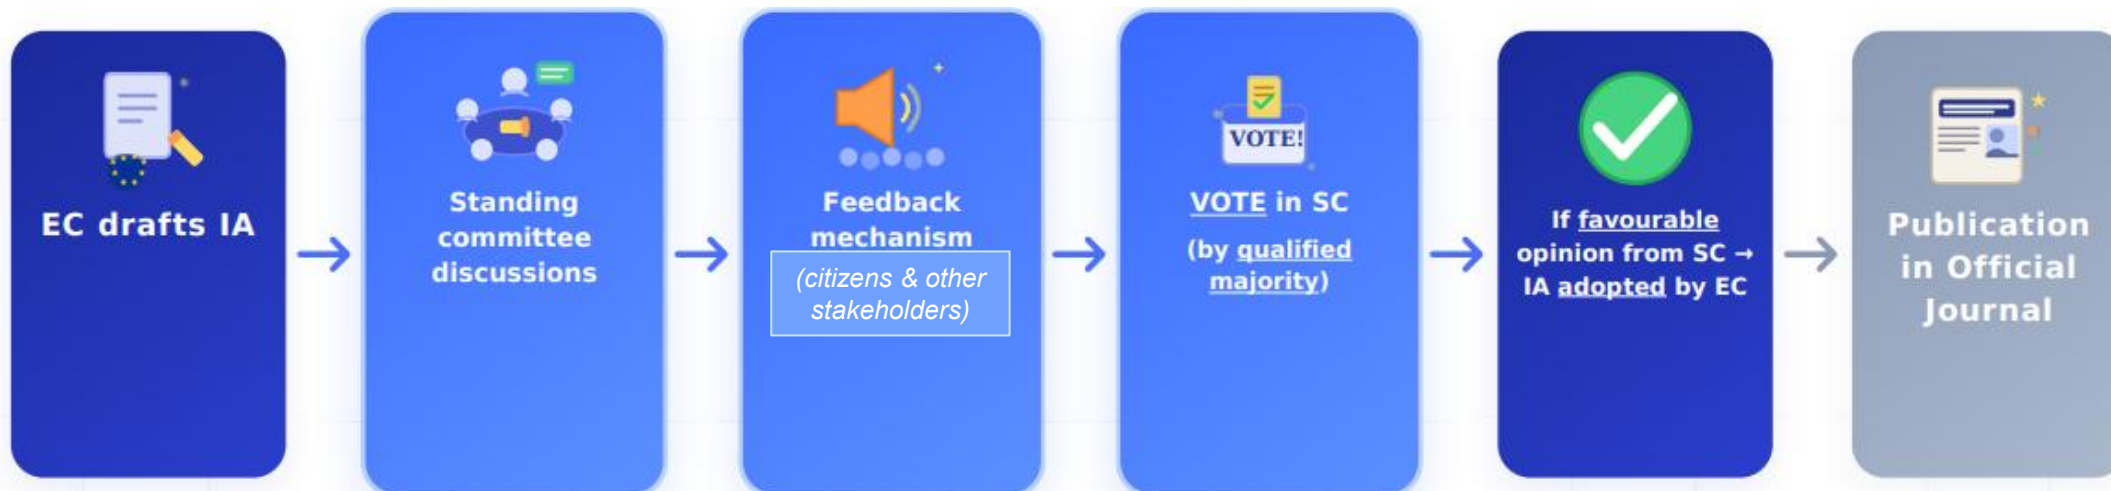 EC drafts IA
Standing
committee
discussions
Feedback
mechanism
(citizens & other
stakeholders)
VOTE!
VOTE in SC
(by qualified
majority)
If favourable
opinion from SC →
IA adopted by EC
Publication
in Official
Journal